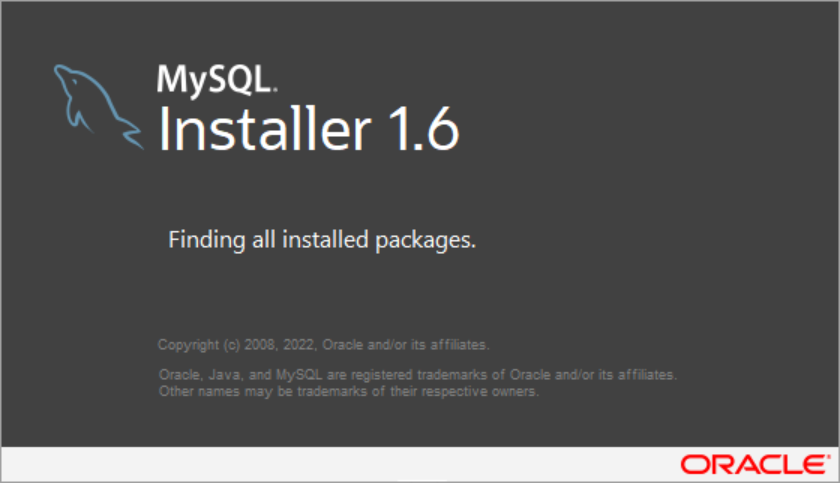 MySQL.
Installer 1.6
Finding all installed packages.
Copyright (c) 2008, 2022, Oracle and/or its affiliates.
Oracle, Java, and MySQL are registered trademarks of Oracle and/or its affiliates.
Other names may be trademarks of their respective owners.
ORACLE®